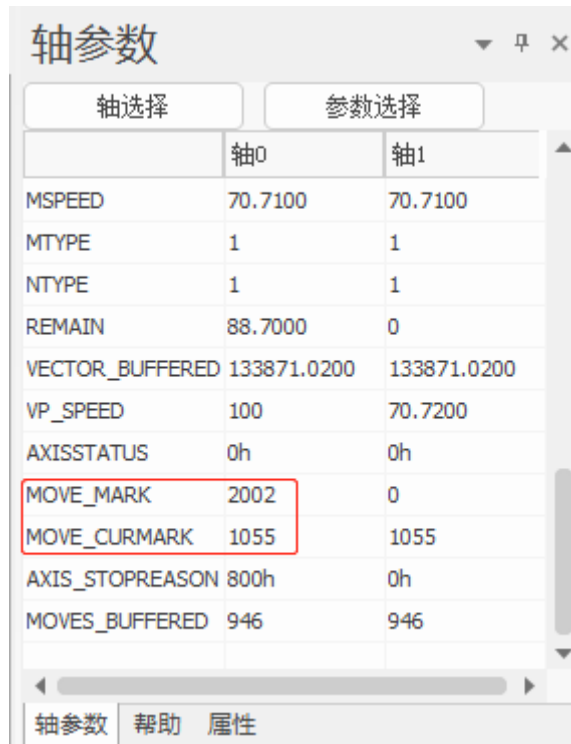 轴参数
轴选择 参数选择
轴0 轴1
MSPEED 70.7100 70.7100
MTYPE 1 1
NTYPE 1 1
REMAIN 88.7000 0
VECTOR_BUFFERED 133871.0200 133871.0200
VP_SPEED 100 70.7200
AXISSTATUS 0h 0h
MOVE_MARK 2002 0
MOVE_CURMARK 1055 1055
AXIS_STOPREASON 800h 0h
MOVES_BUFFERED 946 946
轴参数 帮助 属性